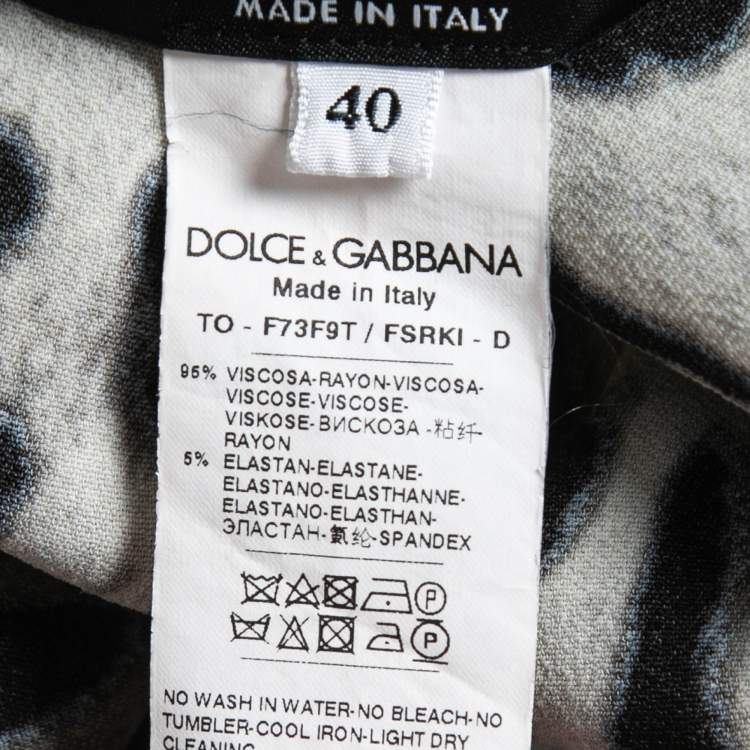 MADE IN ITALY
40
DOLCE & GABBANA
Made in Italy
TO - F73F9T / FSRKI - D
95% VISCOSA-RAYON-VISCOSA-
VISCOSE-VISCOSE-
VISKOSE-ВИСКОЗА -粘纤-
RAYON
5% ELASTAN-ELASTANE-
ELASTANO-ELASTHANNE-
ELASTANO-ELASTHAN-
ЭЛАСТАН-氨纶-SPANDEX
P
P
NO WASH IN WATER-NO BLEACH-NO
TUMBLER-COOL IRON-LIGHT DRY
CLEANING